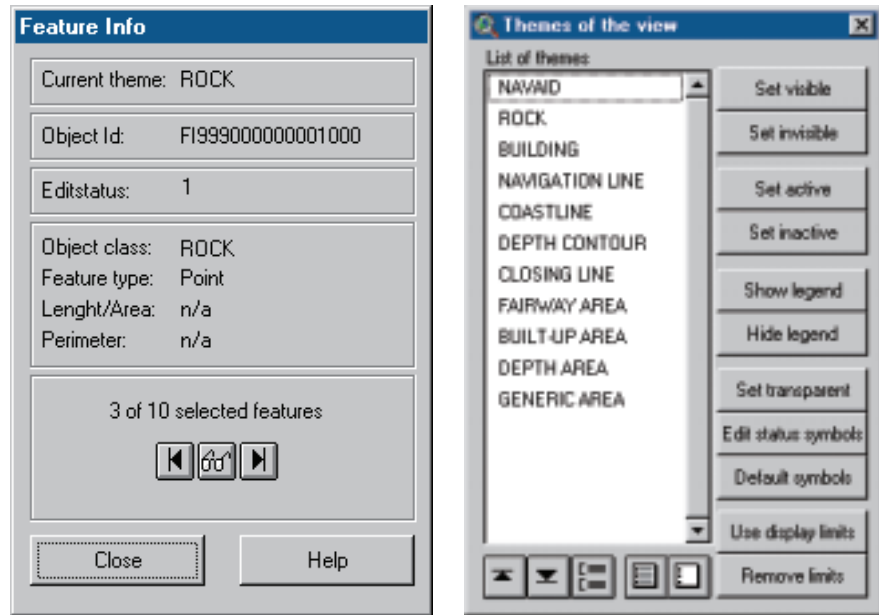 Feature Info
Current theme: ROCK
Object Id: FI999000000001000
Editstatus: 1
Object class: ROCK
Feature type: Point
Lenght/Area: n/a
Perimeter: n/a
3 of 10 selected features
Close
Help
Themes of the view
List of themes
NAVAID
ROCK
BUILDING
NAVIGATION LINE
COASTLINE
DEPTH CONTOUR
CLOSING LINE
FAIRWAY AREA
BUILT-UP AREA
DEPTH AREA
GENERIC AREA
Set visible
Set invisible
Set active
Set inactive
Show legend
Hide legend
Set transparent
Edit status symbols
Default symbols
Use display limits
Remove limits